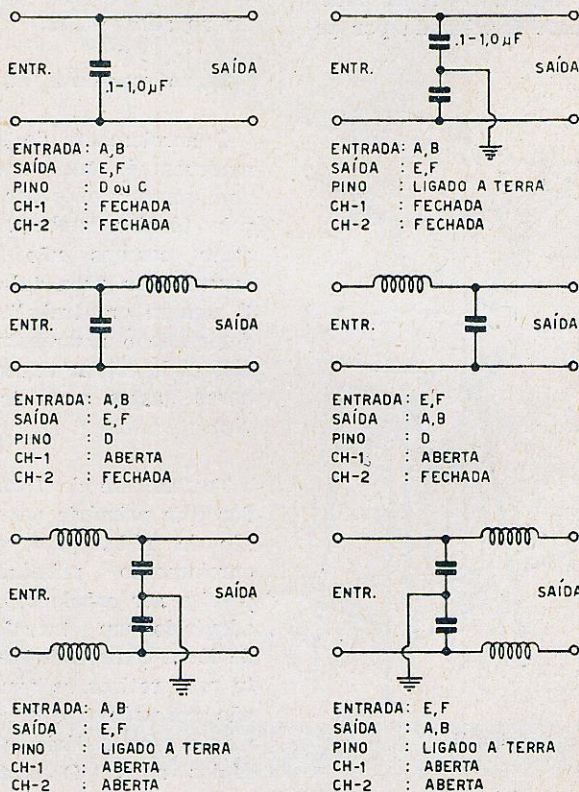 .1-1,0µF
ENTR.
SAÍDA
ENTRADA: A,B
SAÍDA : E,F
PINO : D ou C
CH-1 : FECHADA
CH-2 : FECHADA
.1-1,0µF
ENTR.
SAÍDA
ENTRADA: A,B
SAÍDA : E,F
PINO : LIGADO A TERRA
CH-1 : FECHADA
CH-2 : FECHADA
ENTR.
SAÍDA
ENTRADA: A,B
SAÍDA : E,F
PINO : D
CH-1 : ABERTA
CH-2 : FECHADA
ENTR.
SAÍDA
ENTRADA: E,F
SAÍDA : A,B
PINO : D
CH-1 : ABERTA
CH-2 : FECHADA
ENTR.
SAÍDA
ENTRADA: A,B
SAÍDA : E,F
PINO : LIGADO A TERRA
CH-1 : ABERTA
CH-2 : ABERTA
ENTR.
SAÍDA
ENTRADA: E,F
SAÍDA : A,B
PINO : LIGADO A TERRA
CH-1 : ABERTA
CH-2 : ABERTA